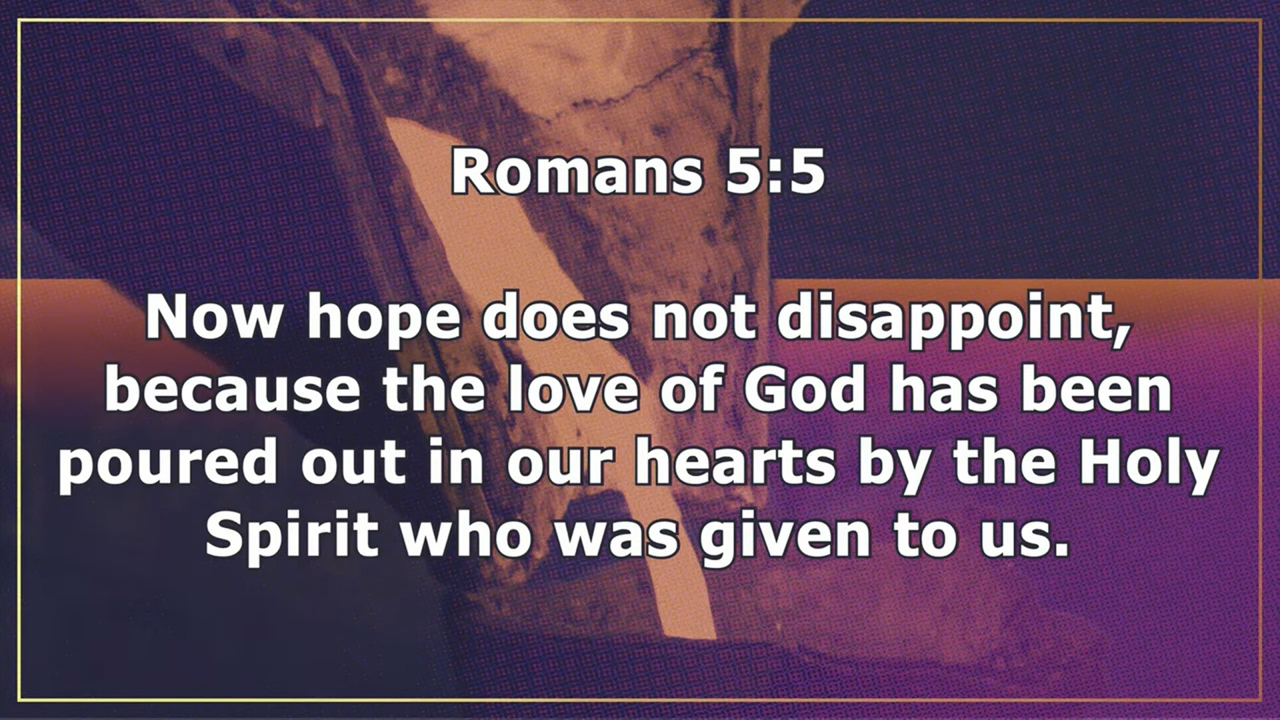 Romans 5:5
Now hope does not disappoint,
because the love of God has been
poured out in our hearts by the Holy
Spirit who was given to us.